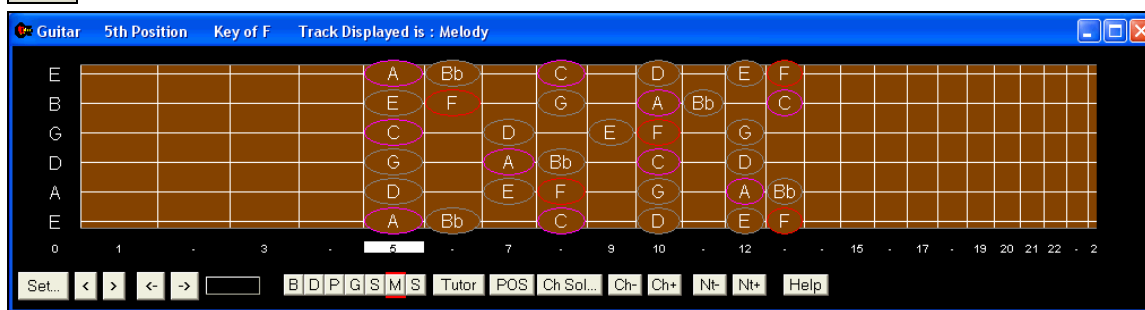 Guitar 5th Position Key of F Track Displayed is : Melody
E A Bb C D E F
B E F G A Bb C
G C D E F G
D G A Bb C D
A D E F G A Bb
E A Bb C D E F
0 1 - 3 - 5 - 7 - 9 10 - 12 - - 15 - 17 - 19 20 21 22 - 2
Set... < > <- -> B D P G S M S Tutor POS Ch Sol... Ch- Ch+ Nt- Nt+ Help